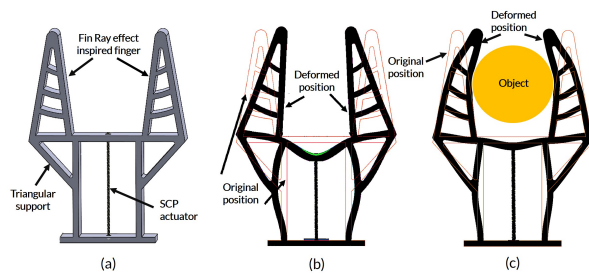 Fin Ray effect
inspired finger
Triangular
support
SCP
actuator
(a)
Deformed
position
Original
position
(b)
Deformed
position
Original
position
Object
(c)